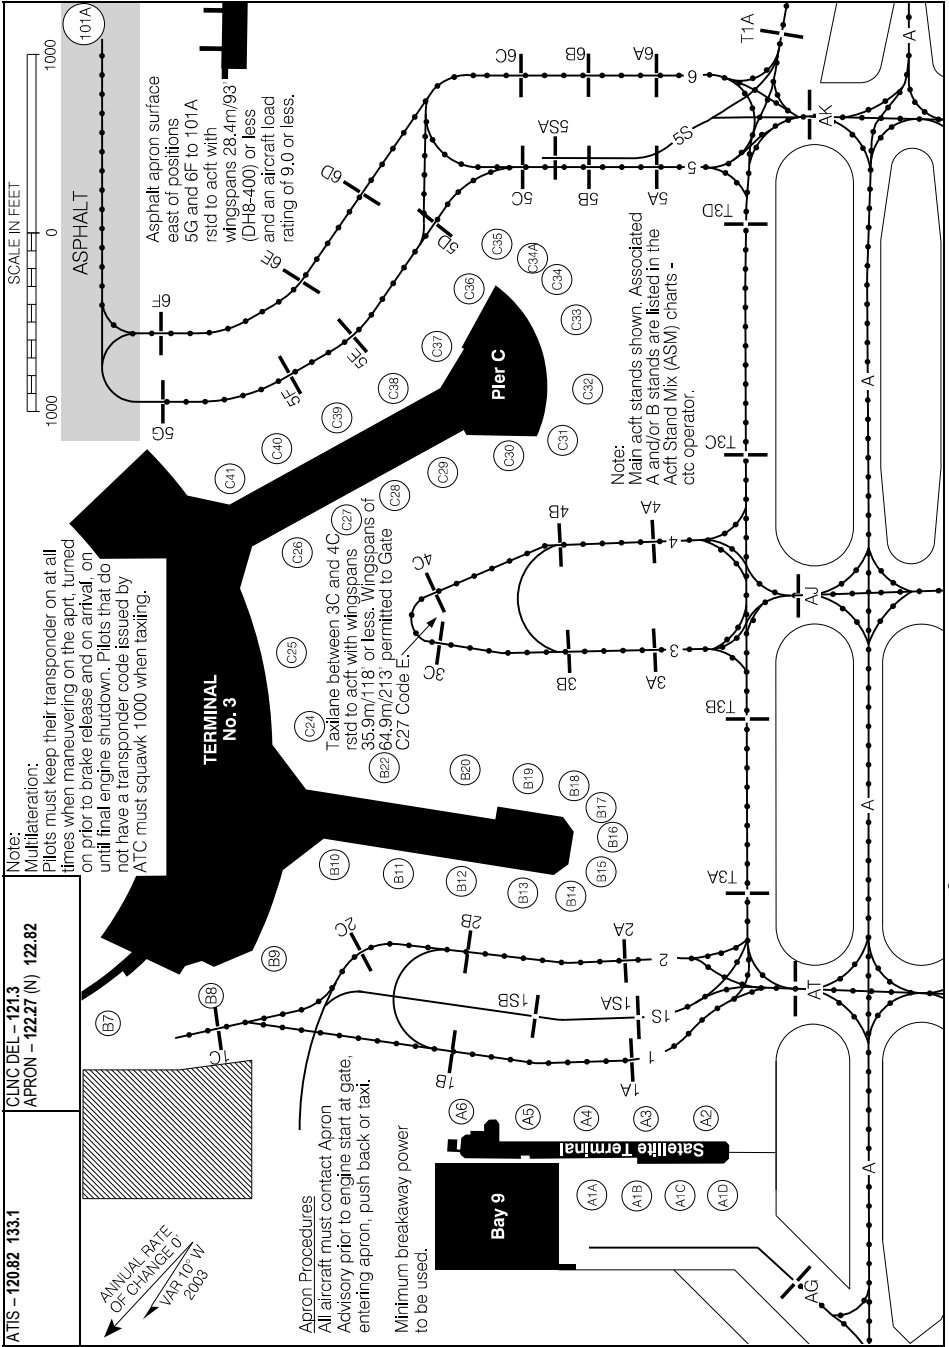 ATIS – 120.82 133.1
CLNC DEL – 121.3
APRON – 122.27 (N) 122.82
Note:
Multilateration:
Pilots must keep their transponder on at all
times when maneuvering on the aprt, turned
on prior to brake release and on arrival, on
until final engine shutdown. Pilots that do
not have a transponder code issued by
ATC must squawk 1000 when taxiing.
SCALE IN FEET
1000
0
1000
ASPHALT
101A
Asphalt apron surface
east of positions
5G and 6F to 101A
rstd to acft with
wingspans 28.4m/93'
(DH8-400) or less
and an aircraft load
rating of 9.0 or less.
ANNUAL RATE
OF CHANGE 0'
VAR 10° W
2003
Apron Procedures
All aircraft must contact Apron
Advisory prior to engine start at gate,
entering apron, push back or taxi.
Minimum breakaway power
to be used.
TERMINAL
No. 3
Pier C
Taxilane between 3C and 4C
rstd to acft with wingspans
35.9m/118' or less. Wingspans of
64.9m/213' permitted to Gate
C27 Code E.
Note:
Main acft stands shown. Associated
A and/or B stands are listed in the
Acft Stand Mix (ASM) charts -
ctc operator.
Bay 9
Satellite Terminal
A1A
A1B
A1C
A1D
A2
A3
A4
A5
A6
B7
B8
B9
B10
B11
B12
B13
B14
B15
B16
B17
B18
B19
B20
B22
C24
C25
C26
C27
C28
C29
C30
C31
C32
C33
C34
C34A
C35
C36
C37
C38
C39
C40
C41
1C
1B
1A
1
1SB
1SA
1S
2C
2B
2A
2
3C
3B
3A
3
4C
4B
4A
4
5G
5F
5E
5D
5C
5SA
5B
5A
5
5S
6F
6E
6D
6C
6B
6A
6
T1A
T3A
T3B
T3C
T3D
AG
AT
AJ
AK
A
A
A
A